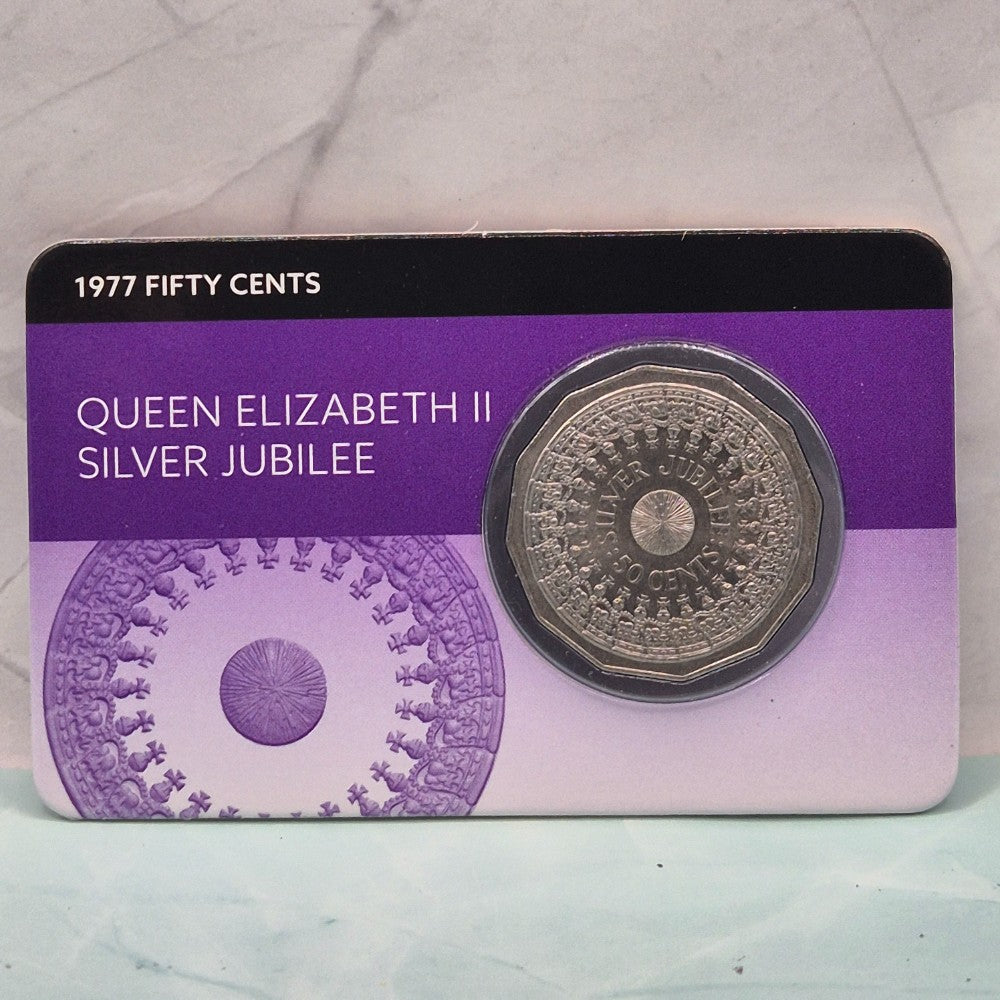 1977 FIFTY CENTS
QUEEN ELIZABETH II
SILVER JUBILEE
SILVER JUBILEE
50 CENTS